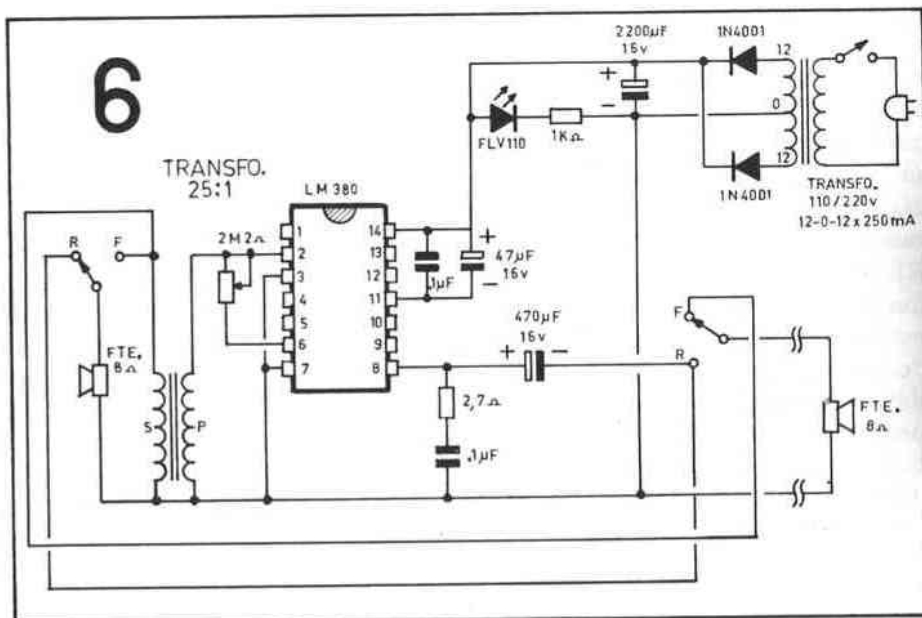 6
TRANSFO.
25:1
LM 380
1
2
3
4
5
6
7
14
13
12
11
10
9
8
2M2Ω
R
F
FTE.
8Ω
S
P
.1µF
+
47µF
16v
-
FLV110
1KΩ
2200µF
16v
+
-
1N4001
12
0
12
1N4001
TRANSFO.
110/220v
12-0-12 x 250mA
470µF
16v
+
-
2,7Ω
.1µF
F
R
FTE.
8Ω